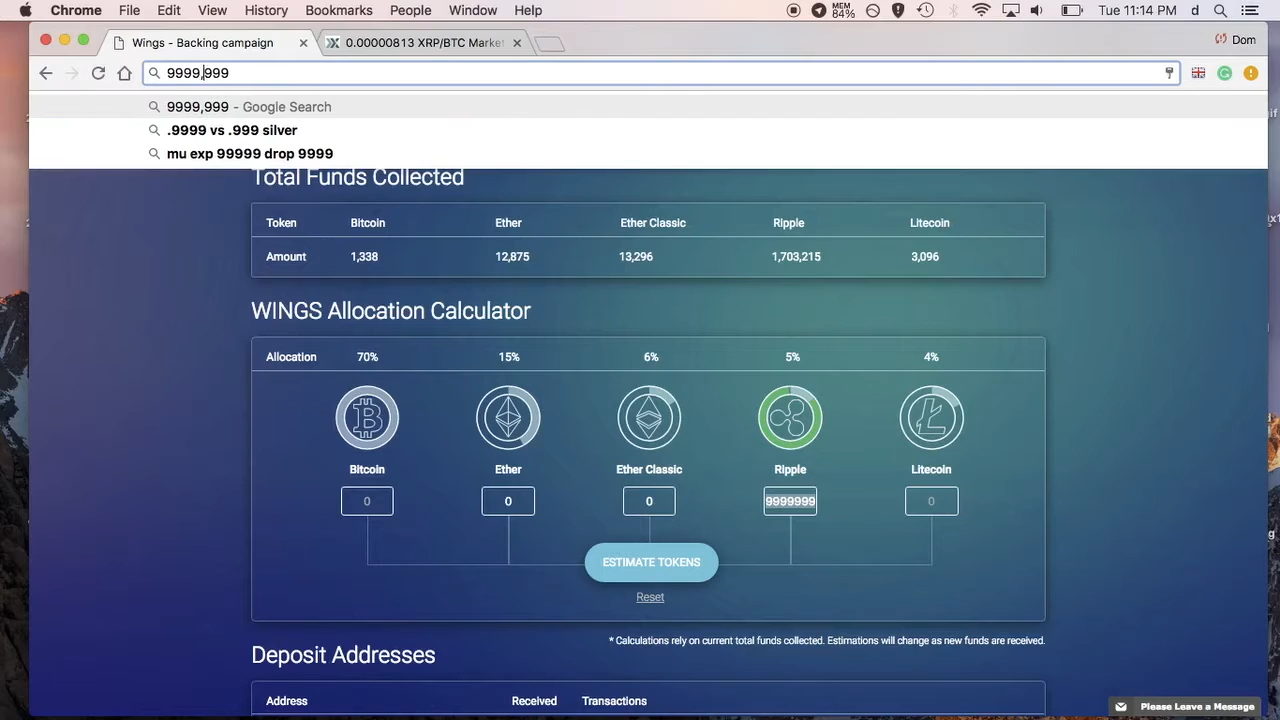 Chrome File Edit View History Bookmarks People Window Help MEM 84% Tue 11:14 PM d
Wings - Backing campaign 0.00000813 XRP/BTC Market Dom
9999,999
9999,999 - Google Search
.9999 vs .999 silver
mu exp 99999 drop 9999
Total Funds Collected
Token Bitcoin Ether Ether Classic Ripple Litecoin
Amount 1,338 12,875 13,296 1,703,215 3,096
WINGS Allocation Calculator
Allocation 70% 15% 6% 5% 4%
Bitcoin Ether Ether Classic Ripple Litecoin
0 0 0 9999999 0
ESTIMATE TOKENS
Reset
* Calculations rely on current total funds collected. Estimations will change as new funds are received.
Deposit Addresses
Address Received Transactions
Please Leave a Message